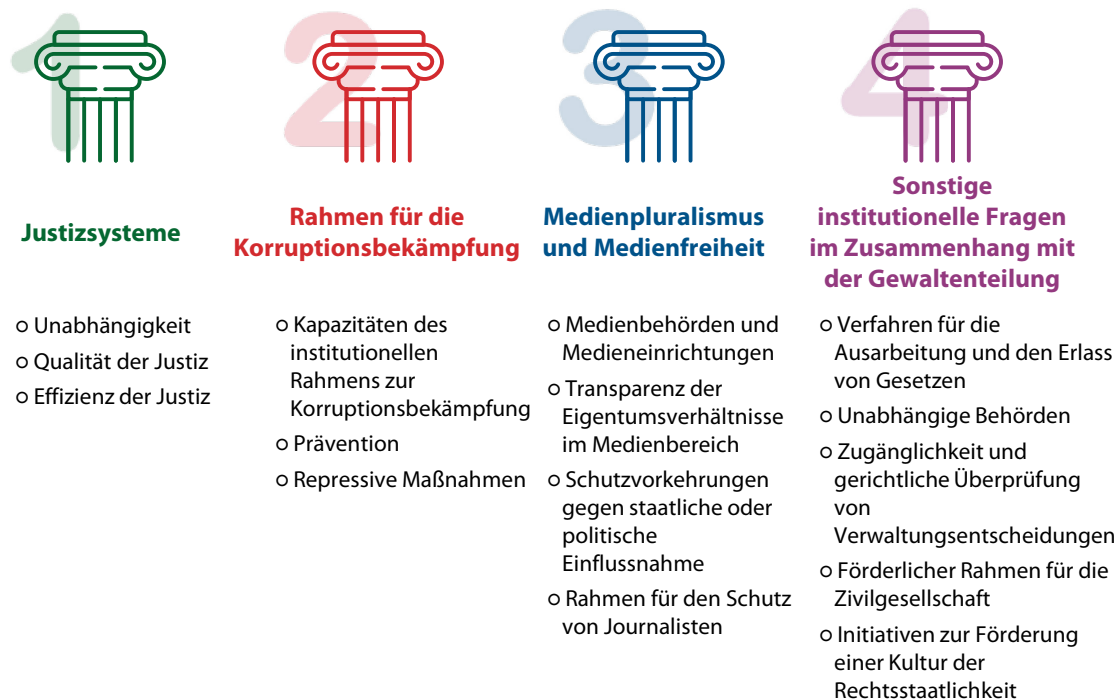 1
Justizsysteme
○ Unabhängigkeit
○ Qualität der Justiz
○ Effizienz der Justiz
2
Rahmen für die
Korruptionsbekämpfung
○ Kapazitäten des
institutionellen
Rahmens zur
Korruptionsbekämpfung
○ Prävention
○ Repressive Maßnahmen
3
Medienpluralismus
und Medienfreiheit
○ Medienbehörden und
Medieneinrichtungen
○ Transparenz der
Eigentumsverhältnisse
im Medienbereich
○ Schutzvorkehrungen
gegen staatliche oder
politische
Einflussnahme
○ Rahmen für den Schutz
von Journalisten
4
Sonstige
institutionelle Fragen
im Zusammenhang mit
der Gewaltenteilung
○ Verfahren für die
Ausarbeitung und den Erlass
von Gesetzen
○ Unabhängige Behörden
○ Zugänglichkeit und
gerichtliche Überprüfung
von
Verwaltungsentscheidungen
○ Förderlicher Rahmen für die
Zivilgesellschaft
○ Initiativen zur Förderung
einer Kultur der
Rechtsstaatlichkeit